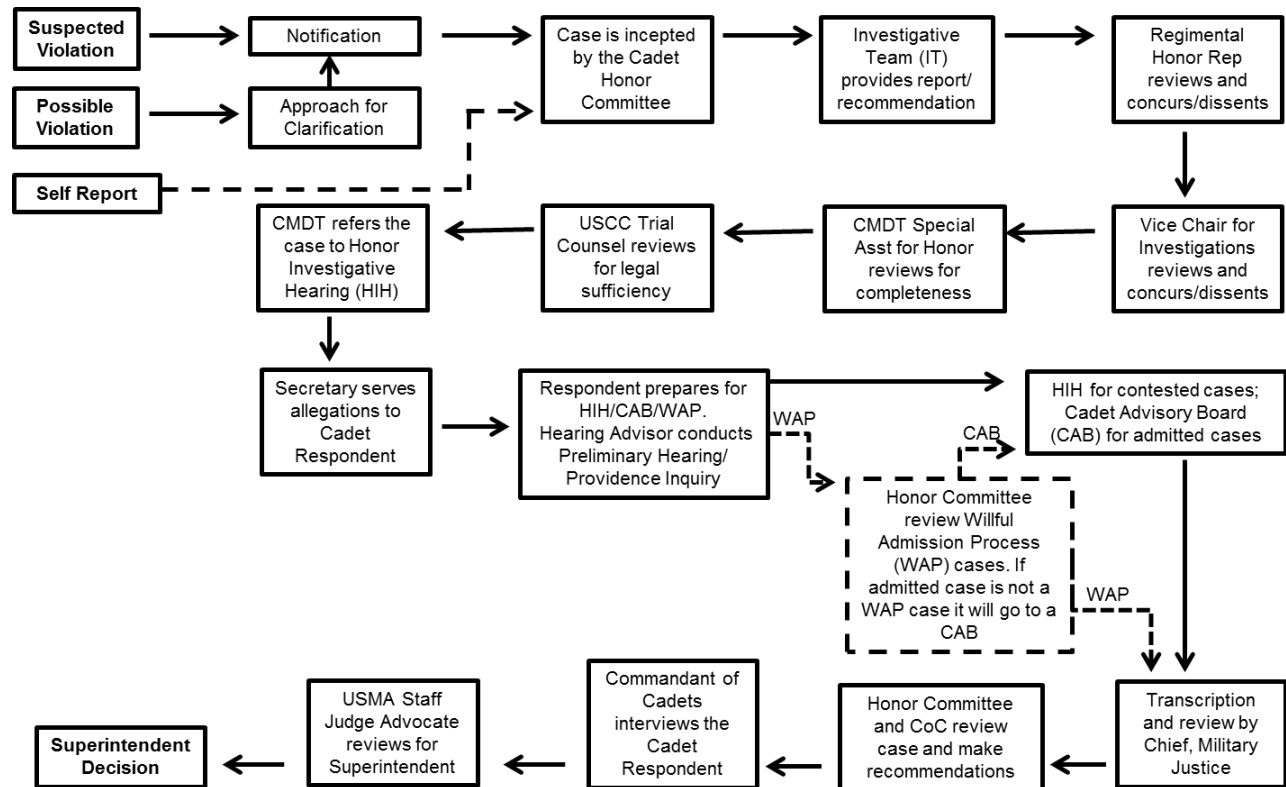 Suspected
Violation
Notification
Case is incepted
by the Cadet
Honor
Committee
Investigative
Team (IT)
provides report/
recommendation
Regimental
Honor Rep
reviews and
concurs/dissents
Possible
Violation
Approach for
Clarification
Self Report
CMDT refers the
case to Honor
Investigative
Hearing (HIH)
USCC Trial
Counsel reviews
for legal
sufficiency
CMDT Special
Asst for Honor
reviews for
completeness
Vice Chair for
Investigations
reviews and
concurs/dissents
Secretary serves
allegations to
Cadet
Respondent
Respondent prepares for
HIH/CAB/WAP.
Hearing Advisor conducts
Preliminary Hearing/
Providence Inquiry
WAP
CAB
HIH for contested cases;
Cadet Advisory Board
(CAB) for admitted cases
Honor Committee
review Willful
Admission Process
(WAP) cases. If
admitted case is not a
WAP case it will go to a
CAB
WAP
Superintendent
Decision
USMA Staff
Judge Advocate
reviews for
Superintendent
Commandant of
Cadets
interviews the
Cadet
Respondent
Honor Committee
and CoC review
case and make
recommendations
Transcription
and review by
Chief, Military
Justice